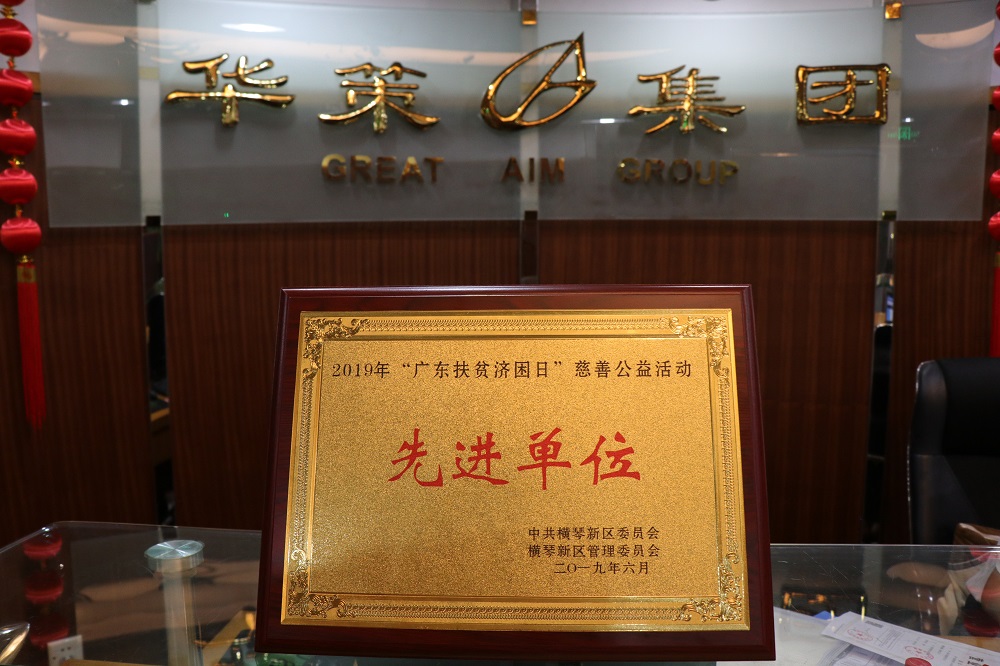 华策集团
GREAT AIM GROUP
2019年“广东扶贫济困日”慈善公益活动
先进单位
中共横琴新区委员会
横琴新区管理委员会
二〇一九年六月